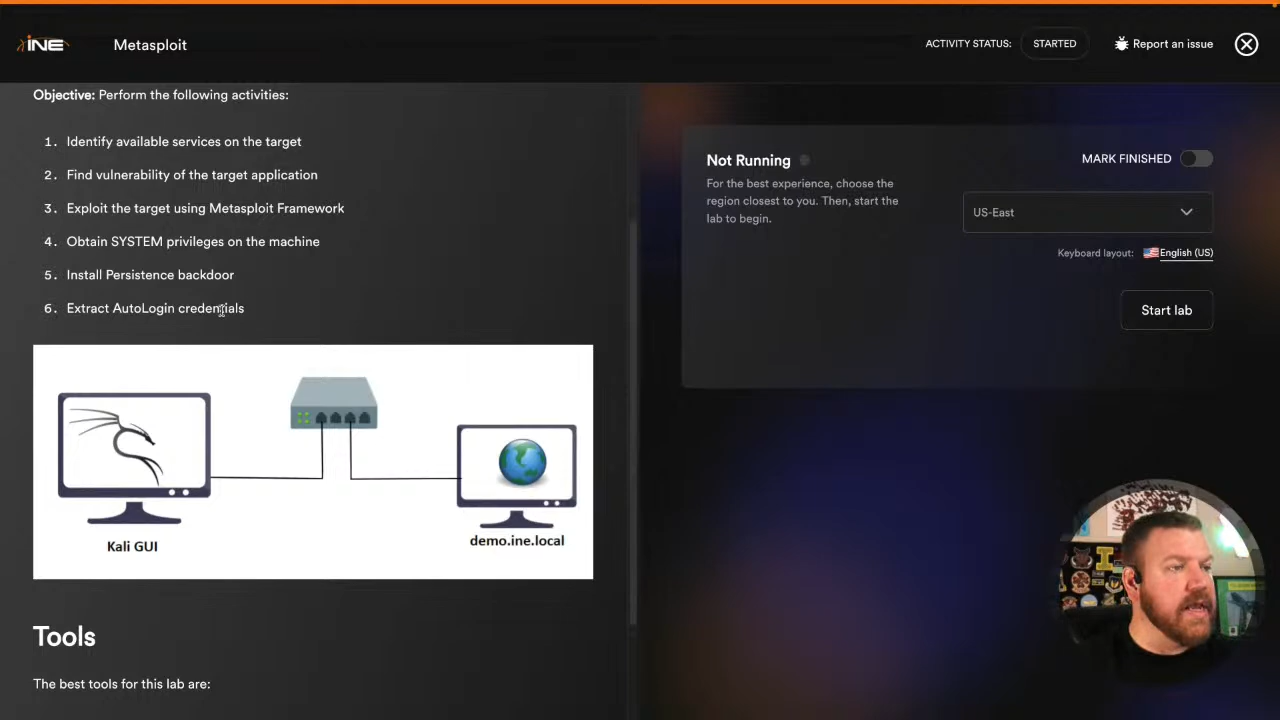 INE
Metasploit
ACTIVITY STATUS:
STARTED
Report an issue
Objective: Perform the following activities:
1. Identify available services on the target
2. Find vulnerability of the target application
3. Exploit the target using Metasploit Framework
4. Obtain SYSTEM privileges on the machine
5. Install Persistence backdoor
6. Extract AutoLogin credentials
Kali GUI
demo.ine.local
Tools
The best tools for this lab are:
Not Running
MARK FINISHED
For the best experience, choose the
region closest to you. Then, start the
lab to begin.
US-East
Keyboard layout:
English (US)
Start lab